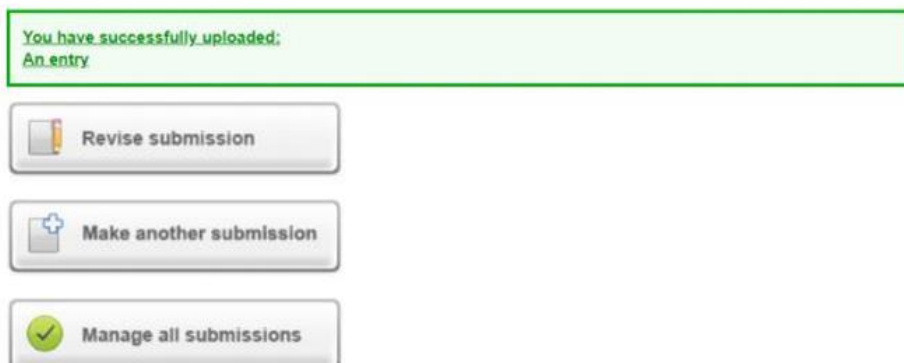 You have successfully uploaded:
An entry
Revise submission
Make another submission
Manage all submissions